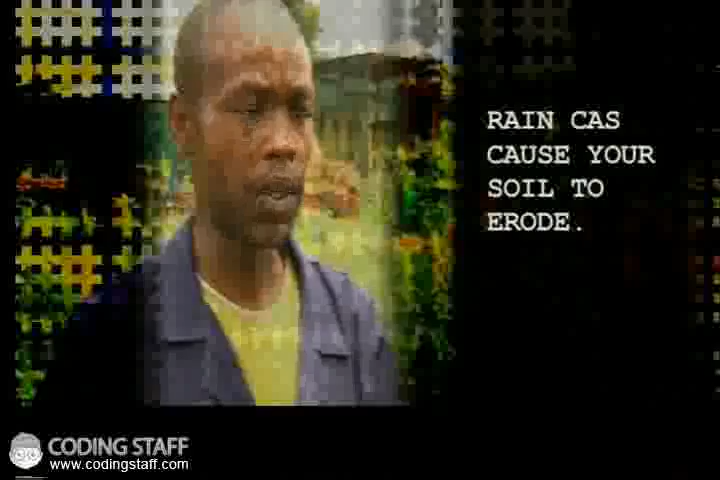 RAIN CAS
CAUSE YOUR
SOIL TO
ERODE.
CODING STAFF
www.codingstaff.com